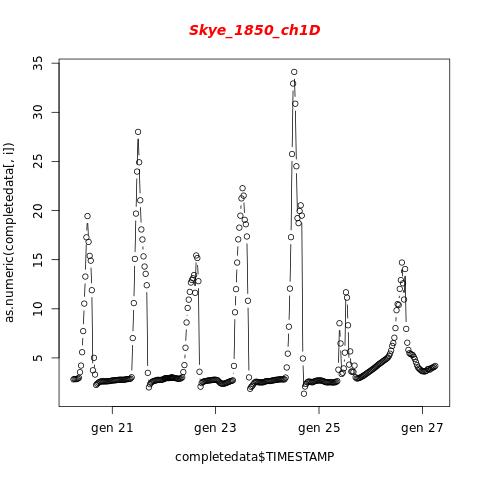 Skye_1850_ch1D
as.numeric(completedata[, i])
35
30
25
20
15
10
5
gen 21
gen 23
gen 25
gen 27
completedata$TIMESTAMP